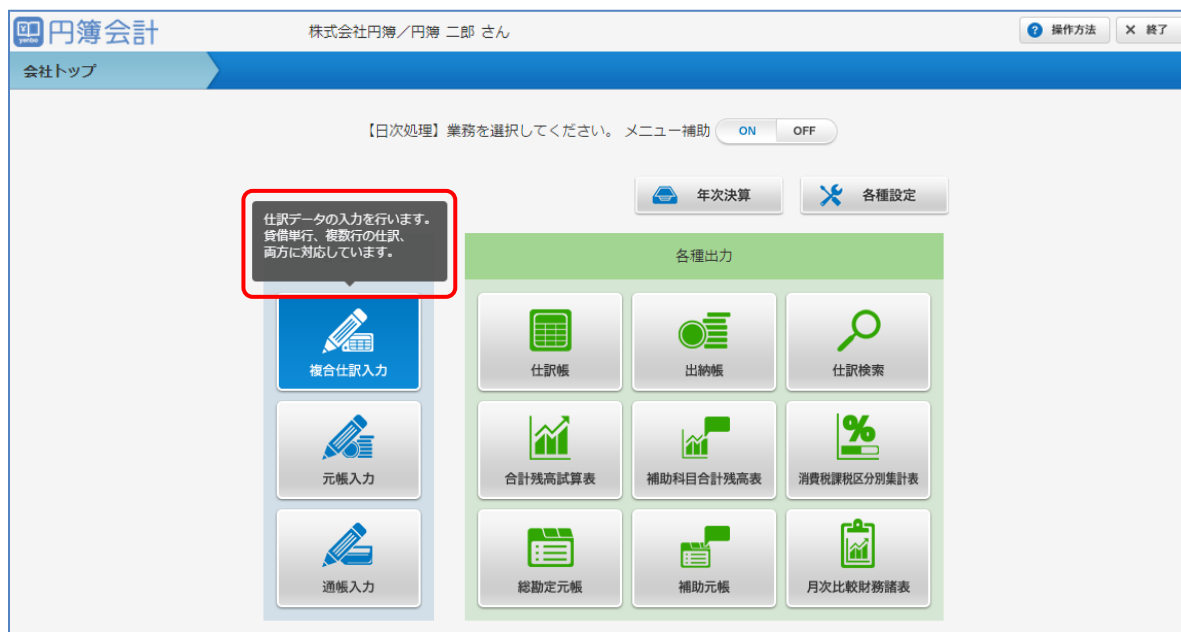 円簿会計
株式会社円簿／円簿 二郎 さん
操作方法
× 終了
会社トップ
【日次処理】業務を選択してください。 メニュー補助 ON OFF
年次決算
各種設定
仕訳データの入力を行います。
貸借単行、複数行の仕訳、
両方に対応しています。
各種出力
複合仕訳入力
仕訳帳
出納帳
仕訳検索
元帳入力
合計残高試算表
補助科目合計残高表
消費税課税区分別集計表
通帳入力
総勘定元帳
補助元帳
月次比較財務諸表